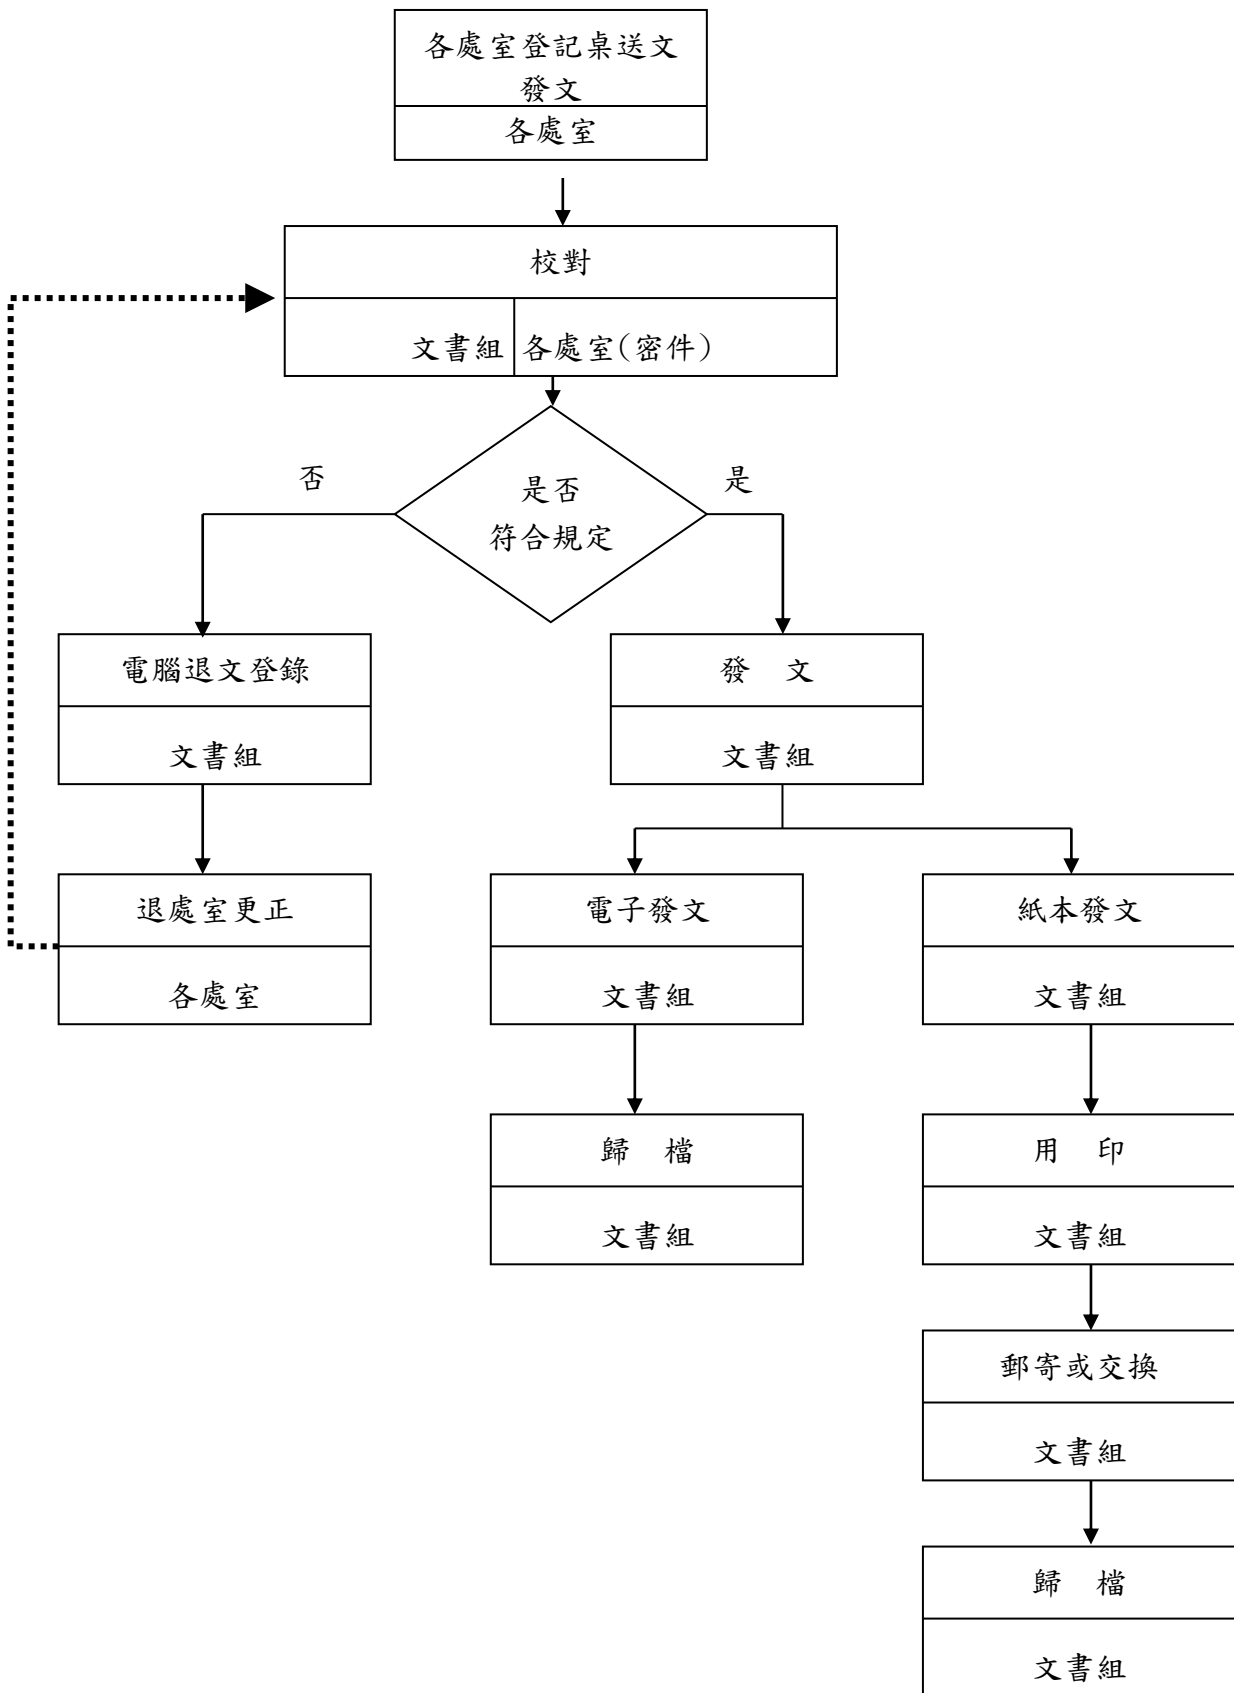 各處室登記桌送文
發文
各處室
校對
文書組
各處室(密件)
否
是
是否
符合規定
電腦退文登錄
文書組
發　文
文書組
退處室更正
各處室
電子發文
文書組
紙本發文
文書組
歸　檔
文書組
用　印
文書組
郵寄或交換
文書組
歸　檔
文書組